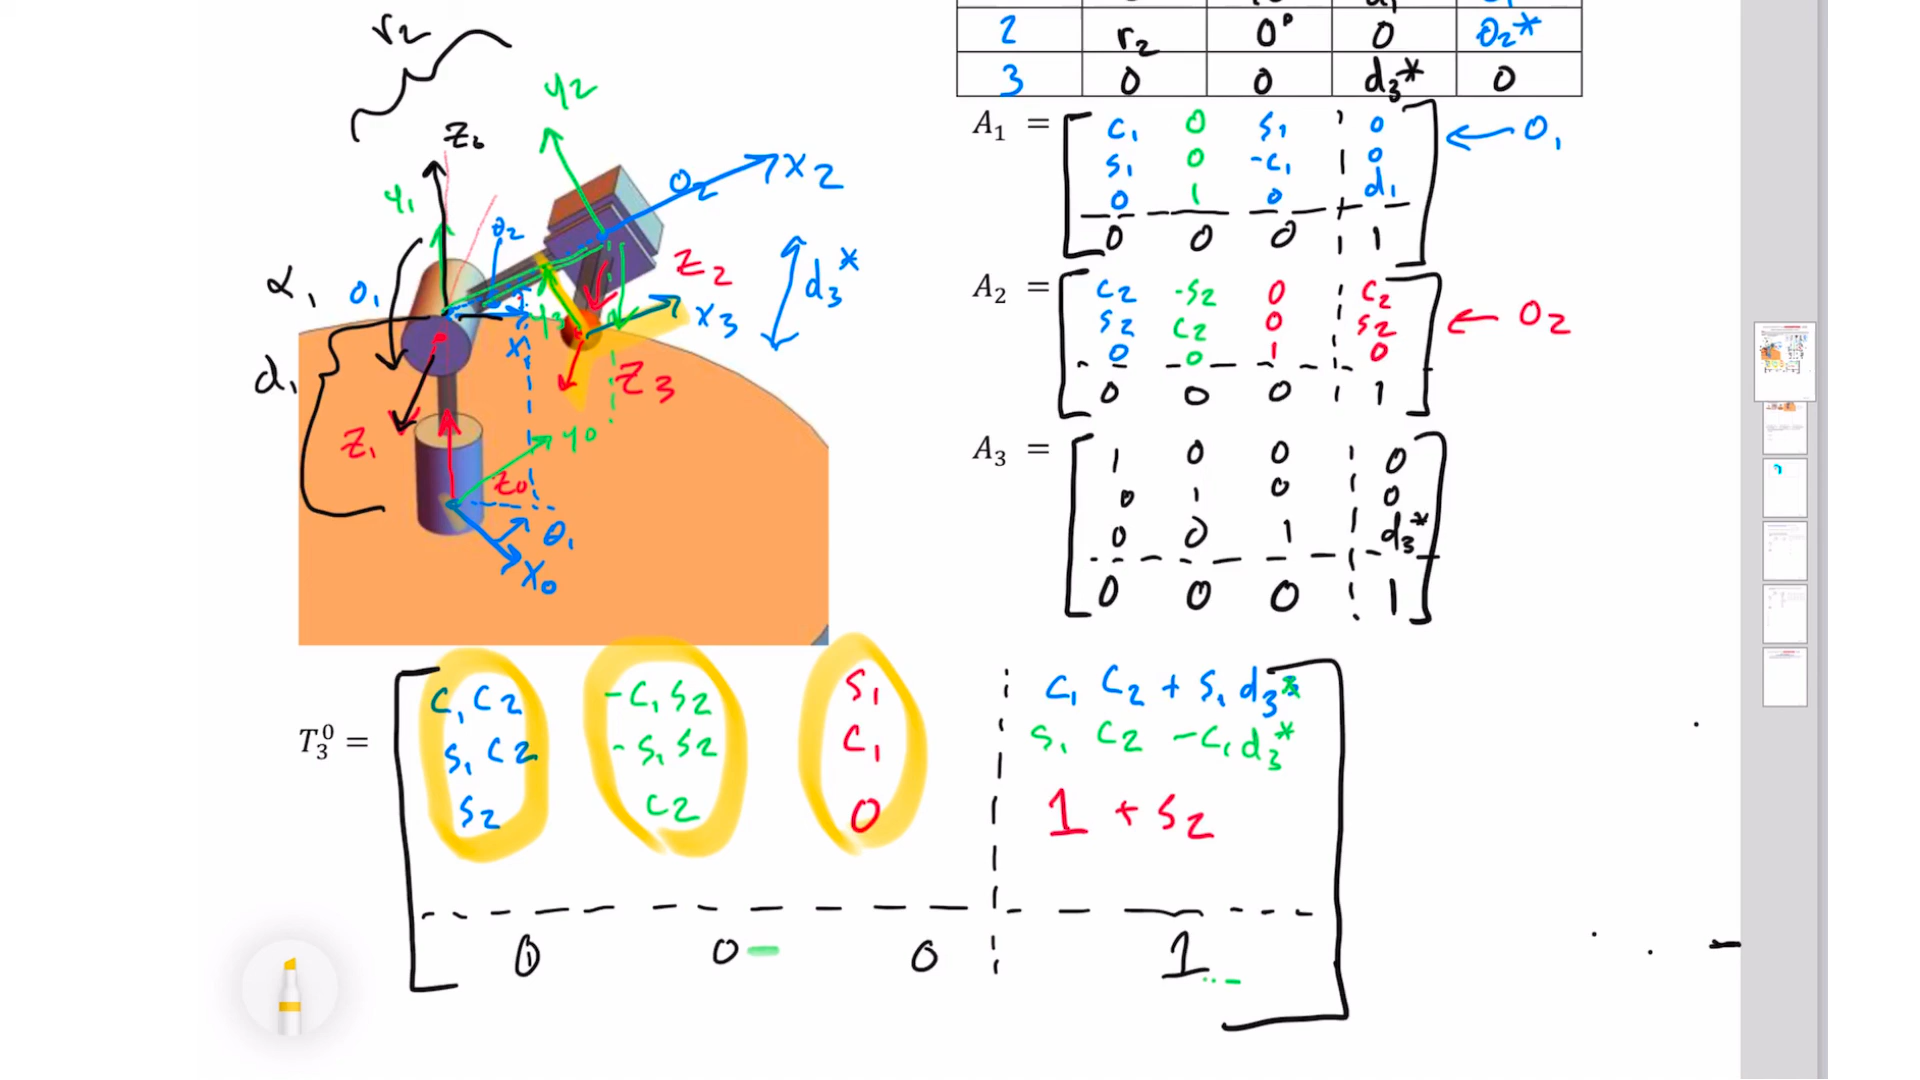 r₂
2 r₂ 0° 0 θ₂*
3 0 0 d₃* 0
y₂
z₀
y₁
x₂
O₂
θ₂
z₂
d₃*
α₁
O₁
x₃
y₃
x₁
d₁
z₃
z₁
y₀
z₀
θ₁
x₀
A₁ =
c₁ 0 s₁ 0
s₁ 0 -c₁ 0
0 1 0 d₁
0 0 0 1
← O₁
A₂ =
c₂ -s₂ 0 c₂
s₂ c₂ 0 s₂
0 0 1 0
0 0 0 1
← O₂
A₃ =
1 0 0 0
0 1 0 0
0 0 1 d₃*
0 0 0 1
T₃⁰ =
c₁c₂ -c₁s₂ s₁ c₁c₂ + s₁d₃*
s₁c₂ -s₁s₂ c₁ s₁c₂ - c₁d₃*
s₂ c₂ 0 1 + s₂
0 0 0 1